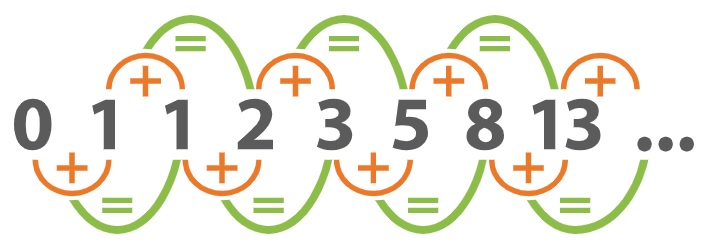 = = =
+ + + +
0 1 1 2 3 5 8 13 ...
+ + + +
= = = =